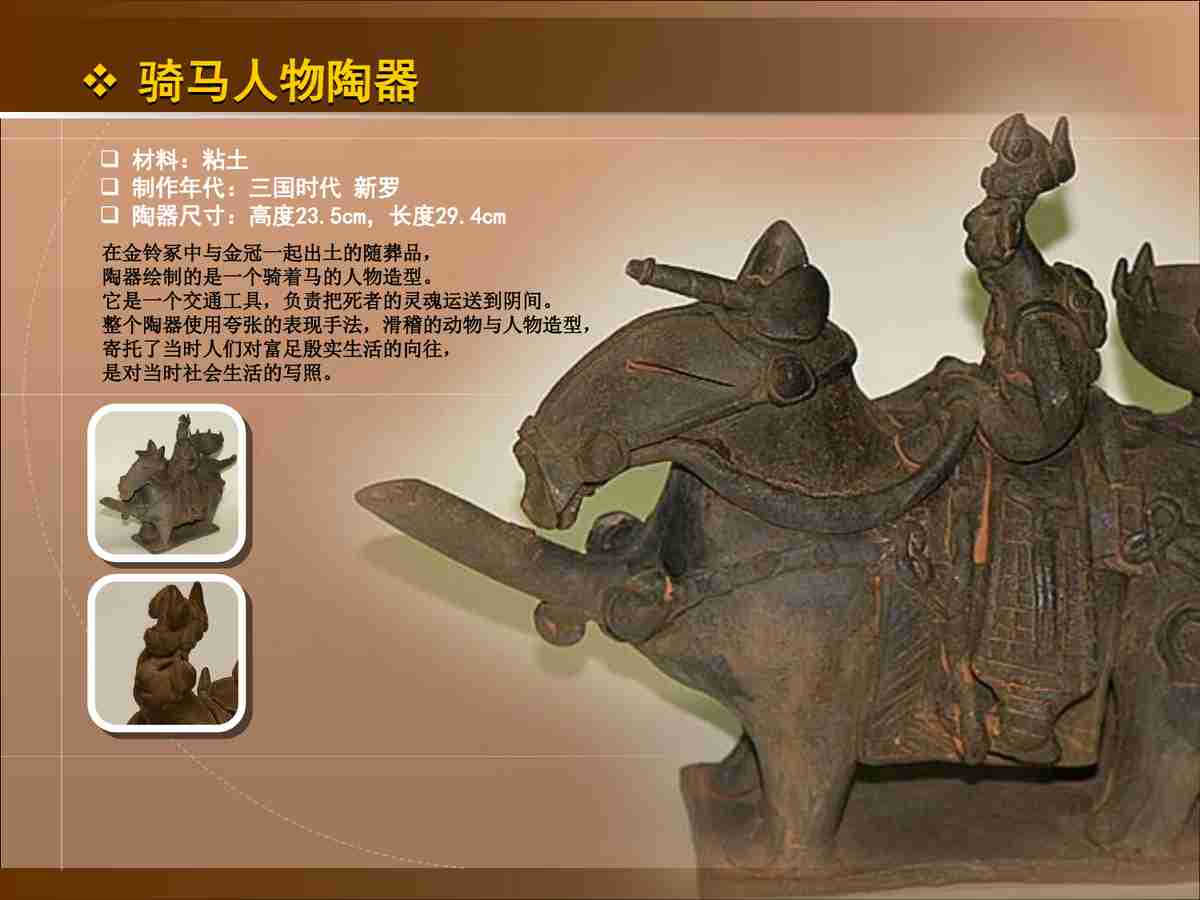 骑马人物陶器
材料：粘土
制作年代：三国时代 新罗
陶器尺寸：高度23.5cm，长度29.4cm
在金铃冢中与金冠一起出土的随葬品，
陶器绘制的是一个骑着马的人物造型。
它是一个交通工具，负责把死者的灵魂运送到阴间。
整个陶器使用夸张的表现手法，滑稽的动物与人物造型，
寄托了当时人们对富足殷实生活的向往，
是对当时社会生活的写照。